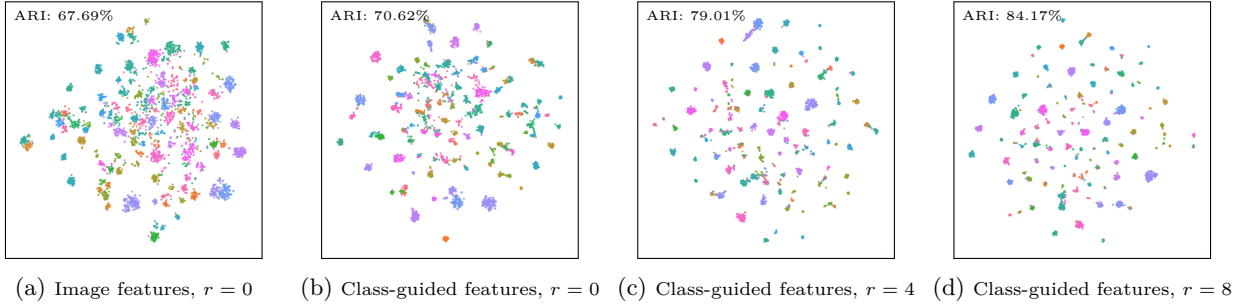 ARI: 67.69%
ARI: 70.62%
ARI: 79.01%
ARI: 84.17%
(a) Image features, r = 0
(b) Class-guided features, r = 0
(c) Class-guided features, r = 4
(d) Class-guided features, r = 8